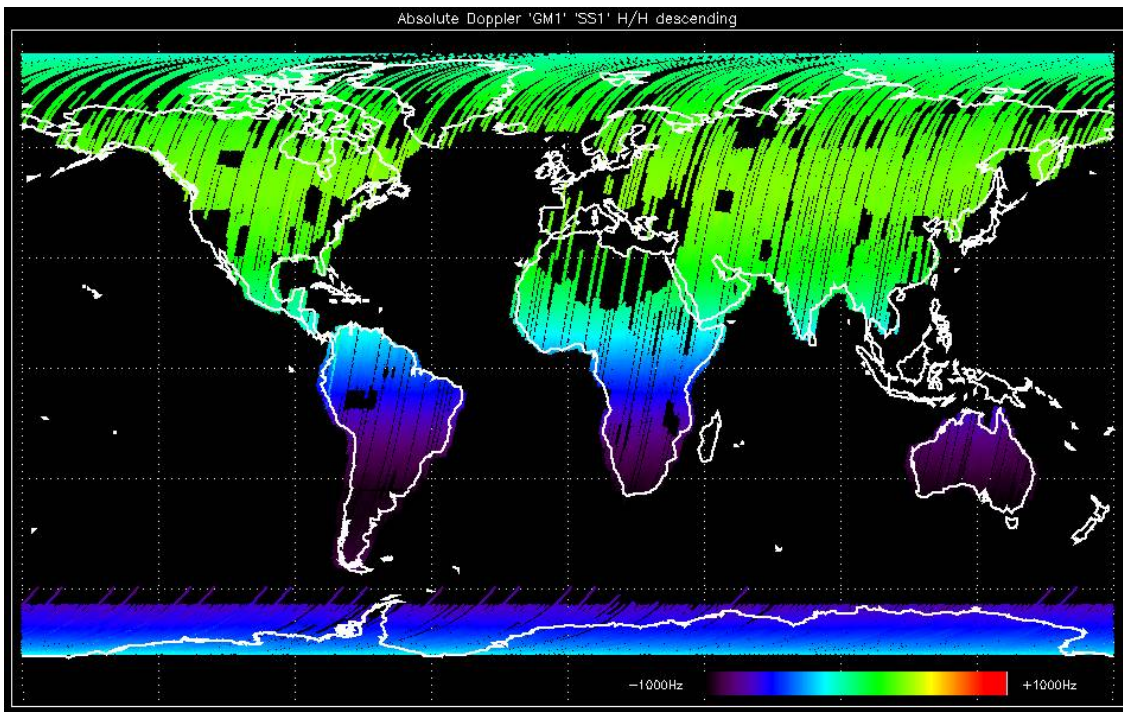 Absolute Doppler 'GM1' 'SS1' H/H descending
-1000Hz +1000Hz